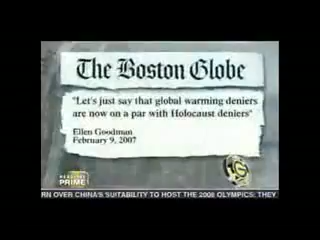 The Boston Globe
"Let's just say that global warming deniers
are now on a par with Holocaust deniers"
Ellen Goodman
February 9, 2007
HEADLINE
PRIME
RN OVER CHINA'S SUITABILITY TO HOST THE 2008 OLYMPICS; THEY